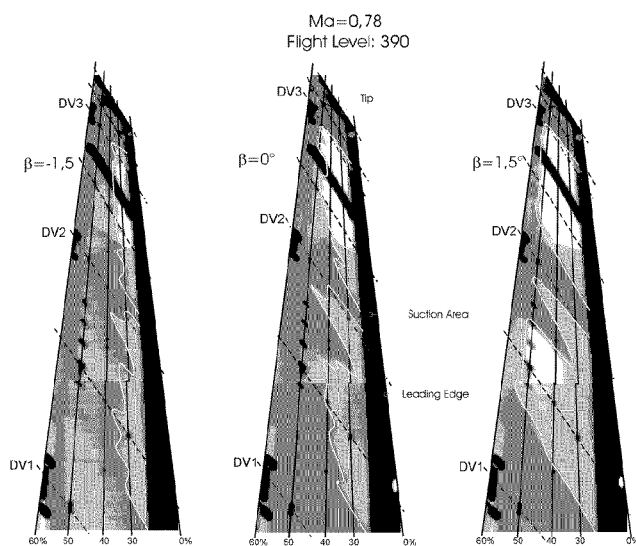 Ma=0,78
Flight Level: 390
DV3
DV3
Tip
DV3
β=-1,5
β=0°
β=1,5°
DV2
DV2
DV2
Suction Area
Leading Edge
DV1
DV1
DV1
60% 50 40 30 0%
60% 50 40 30 0%
60% 50 40 30 0%